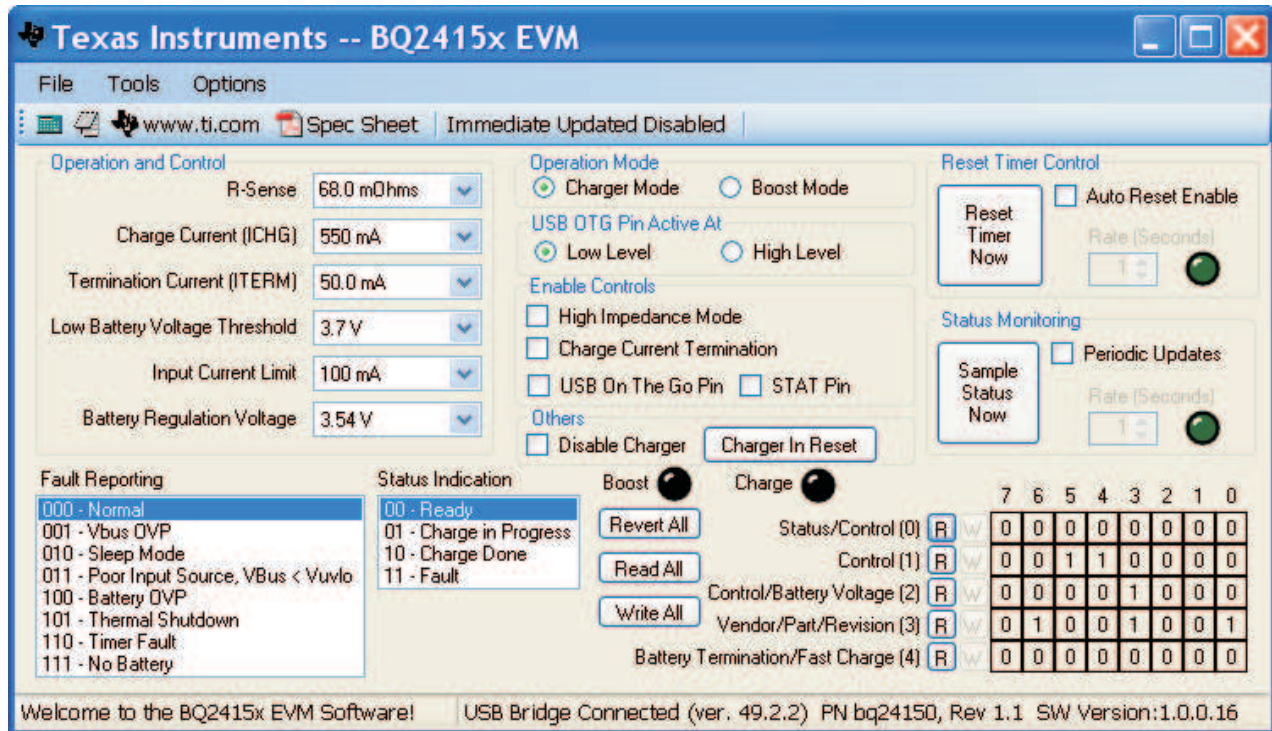 Texas Instruments -- BQ2415x EVM
File Tools Options
www.ti.com Spec Sheet Immediate Updated Disabled
Operation and Control
R-Sense 68.0 mOhms
Charge Current (ICHG) 550 mA
Termination Current (ITERM) 50.0 mA
Low Battery Voltage Threshold 3.7 V
Input Current Limit 100 mA
Battery Regulation Voltage 3.54 V
Operation Mode
Charger Mode Boost Mode
USB OTG Pin Active At
Low Level High Level
Enable Controls
High Impedance Mode
Charge Current Termination
USB On The Go Pin STAT Pin
Others
Disable Charger Charger In Reset
Reset Timer Control
Reset Timer Now
Auto Reset Enable
Rate (Seconds)
1
Status Monitoring
Sample Status Now
Periodic Updates
Rate (Seconds)
1
Fault Reporting
000 - Normal
001 - Vbus OVP
010 - Sleep Mode
011 - Poor Input Source, VBus < Vuvlo
100 - Battery OVP
101 - Thermal Shutdown
110 - Timer Fault
111 - No Battery
Status Indication
00 - Ready
01 - Charge in Progress
10 - Charge Done
11 - Fault
Boost Charge
Revert All
Read All
Write All
7 6 5 4 3 2 1 0
Status/Control (0) R W 0 0 0 0 0 0 0 0
Control (1) R W 0 0 1 1 0 0 0 0
Control/Battery Voltage (2) R W 0 0 0 0 1 0 0 0
Vendor/Part/Revision (3) R W 0 1 0 0 1 0 0 1
Battery Termination/Fast Charge (4) R W 0 0 0 0 0 0 0 0
Welcome to the BQ2415x EVM Software! USB Bridge Connected (ver. 49.2.2) PN bq24150, Rev 1.1 SW Version:1.0.0.16